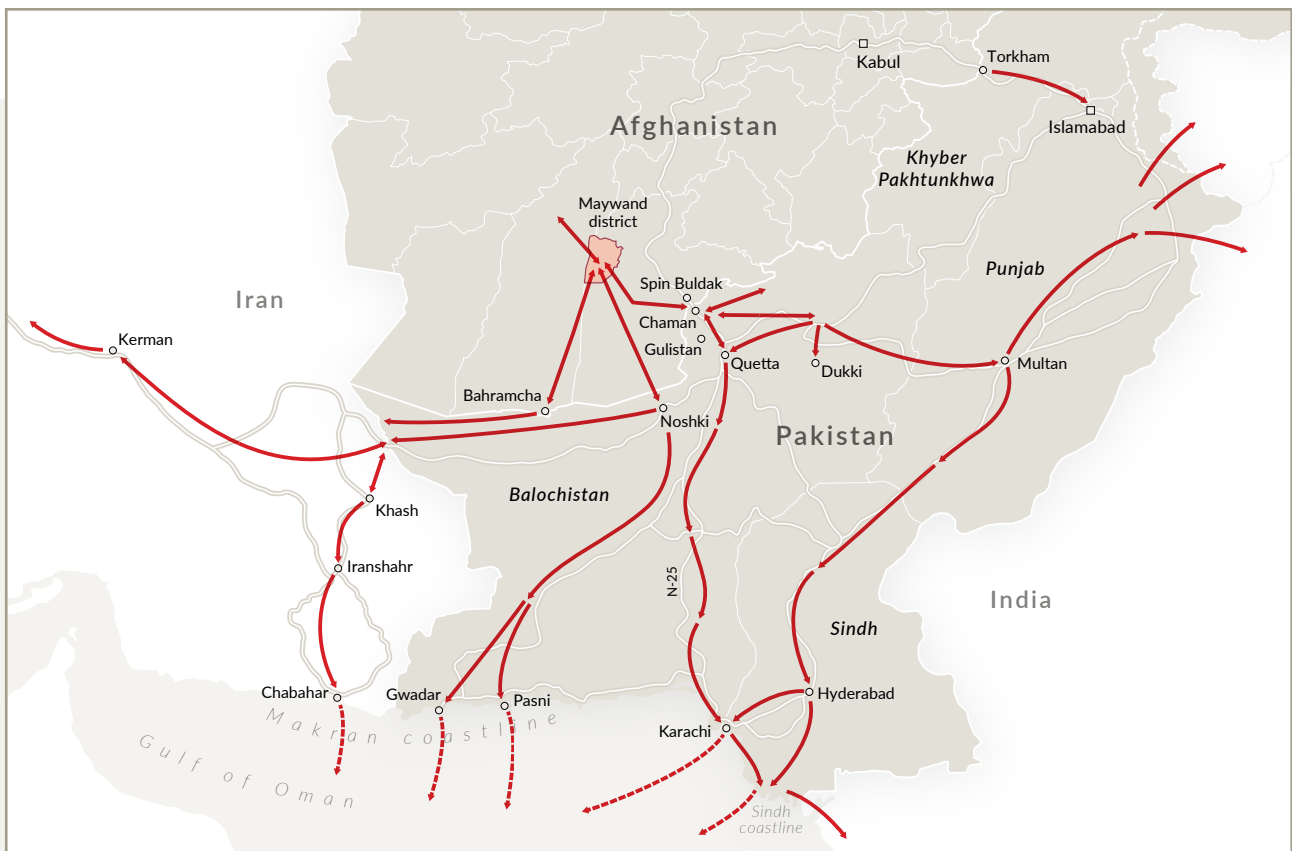 Kabul
Torkham
Islamabad
Afghanistan
Khyber
Pakhtunkhwa
Maywand
district
Punjab
Spin Buldak
Iran
Chaman
Kerman
Gulistan
Quetta
Dukki
Multan
Bahramcha
Noshki
Pakistan
Balochistan
Khash
Iranshahr
N-25
India
Sindh
Chabahar
Gwadar
Pasni
Hyderabad
Karachi
Makran coastline
Gulf of Oman
Sindh
coastline